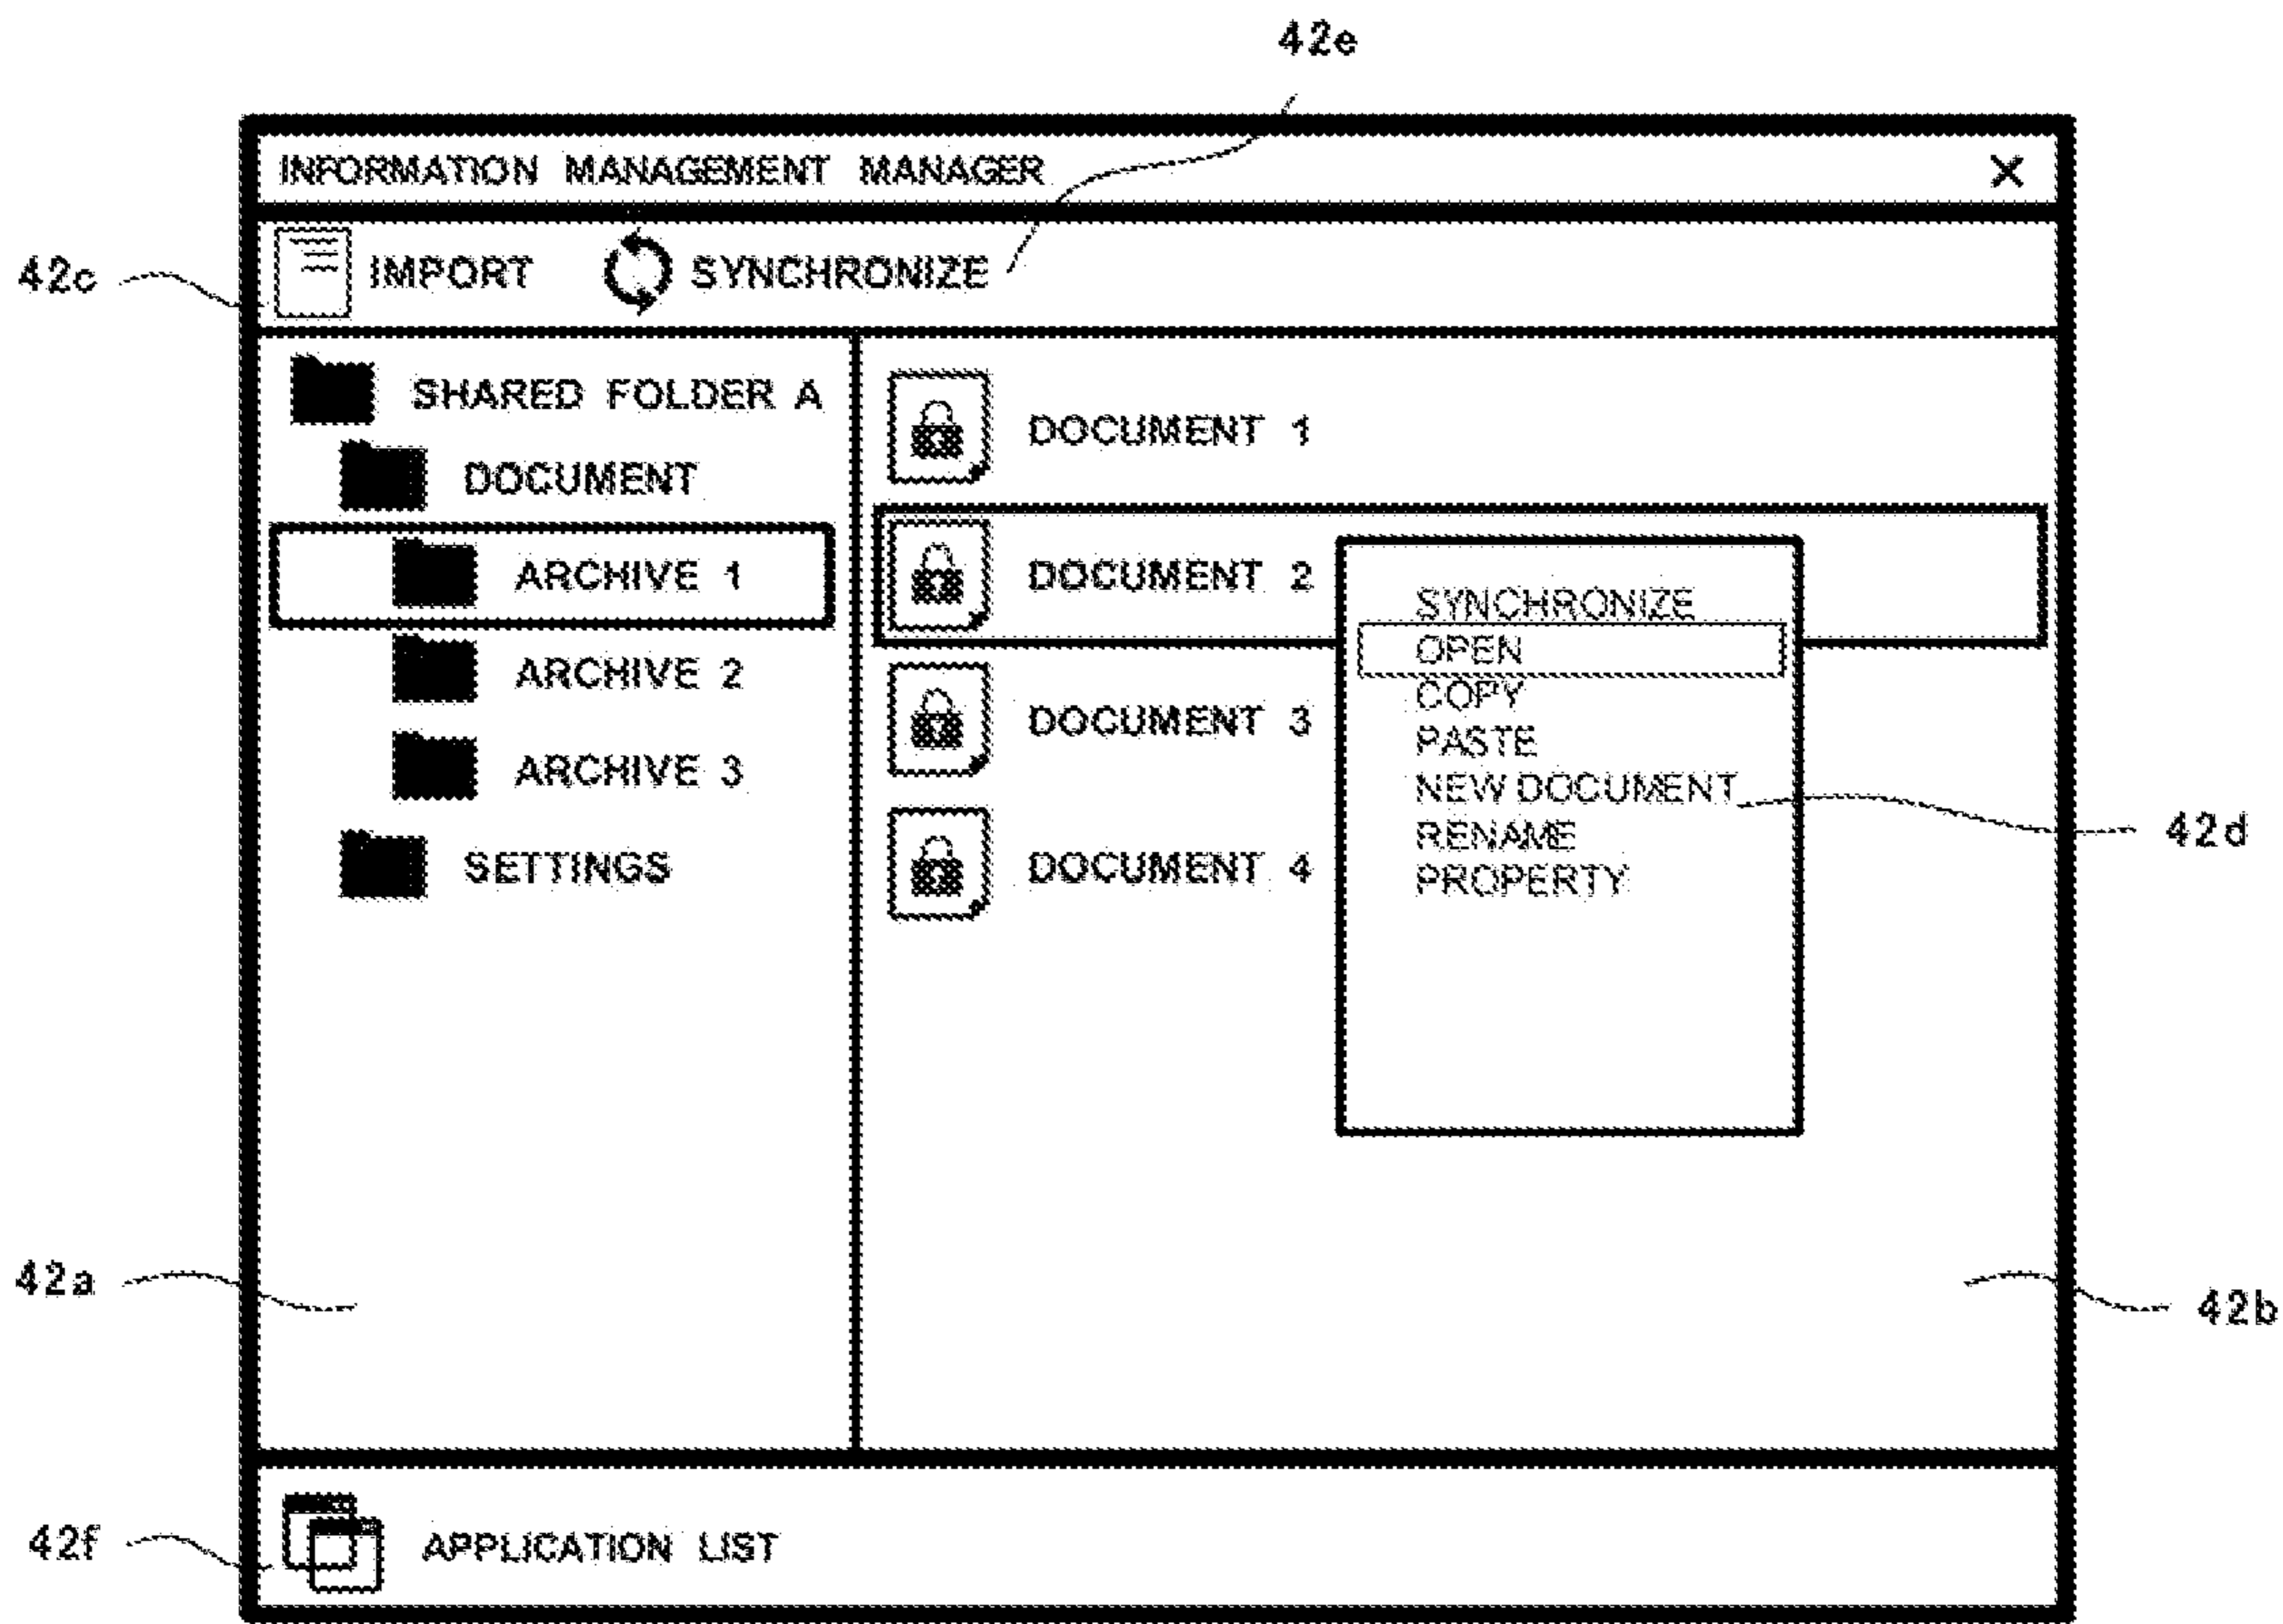 42e
INFORMATION MANAGEMENT MANAGER
42c
IMPORT
SYNCHRONIZE
SHARED FOLDER A
DOCUMENT
ARCHIVE 1
ARCHIVE 2
ARCHIVE 3
SETTINGS
DOCUMENT 1
DOCUMENT 2
DOCUMENT 3
DOCUMENT 4
SYNCHRONIZE
OPEN
COPY
PASTE
NEW DOCUMENT
RENAME
PROPERTY
42d
42a
42b
42f
APPLICATION LIST